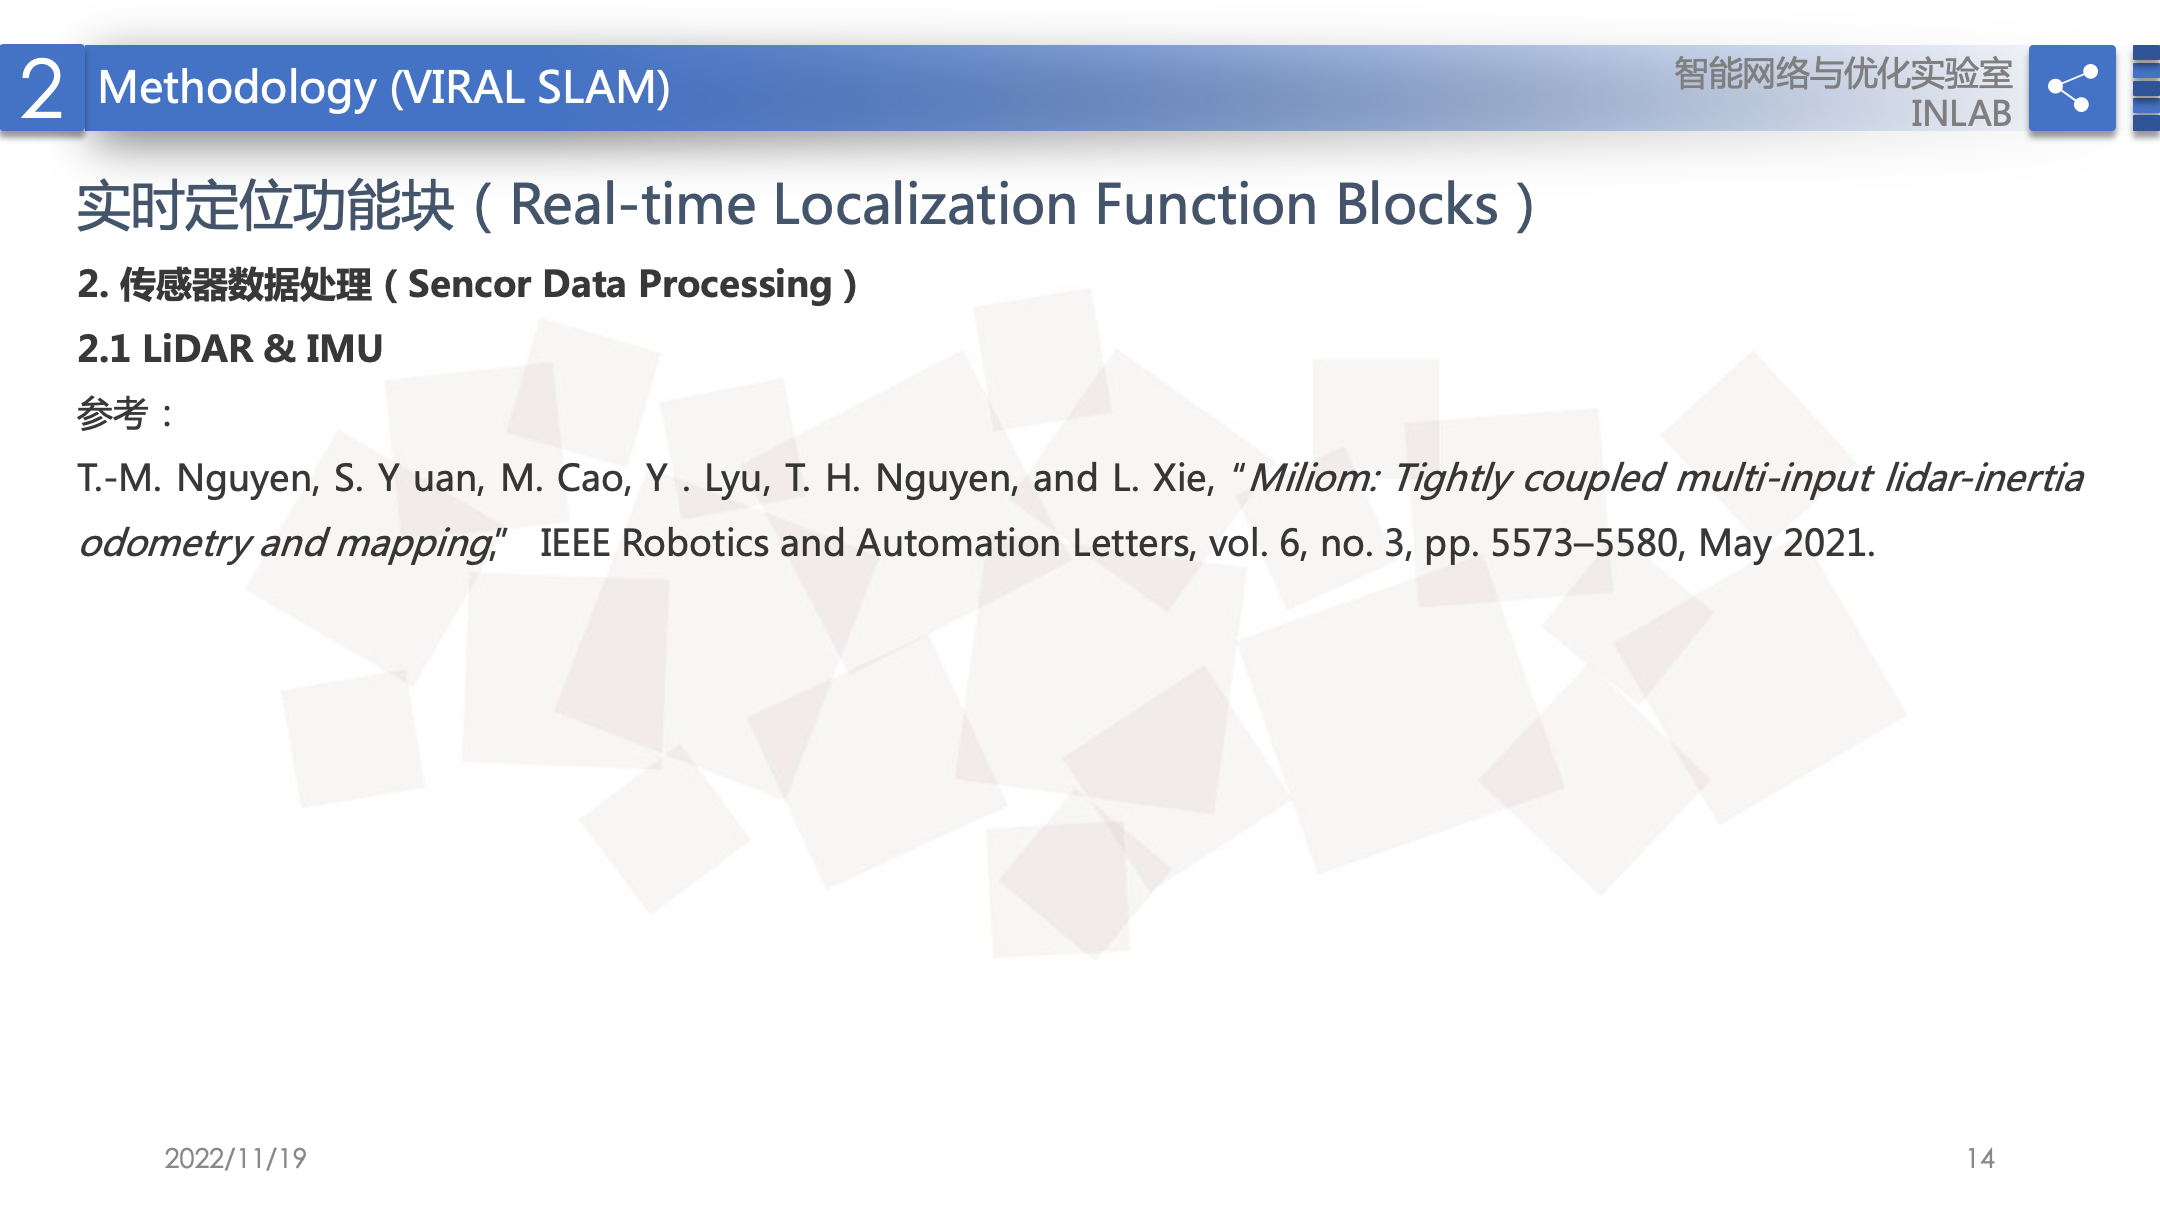 2
Methodology (VIRAL SLAM)
智能网络与优化实验室
INLAB
实时定位功能块（Real-time Localization Function Blocks）
2. 传感器数据处理（Sencor Data Processing）
2.1 LiDAR & IMU
参考：
T.-M. Nguyen, S. Y uan, M. Cao, Y . Lyu, T. H. Nguyen, and L. Xie, “Miliom: Tightly coupled multi-input lidar-inertia
odometry and mapping,” IEEE Robotics and Automation Letters, vol. 6, no. 3, pp. 5573–5580, May 2021.
2022/11/19
14